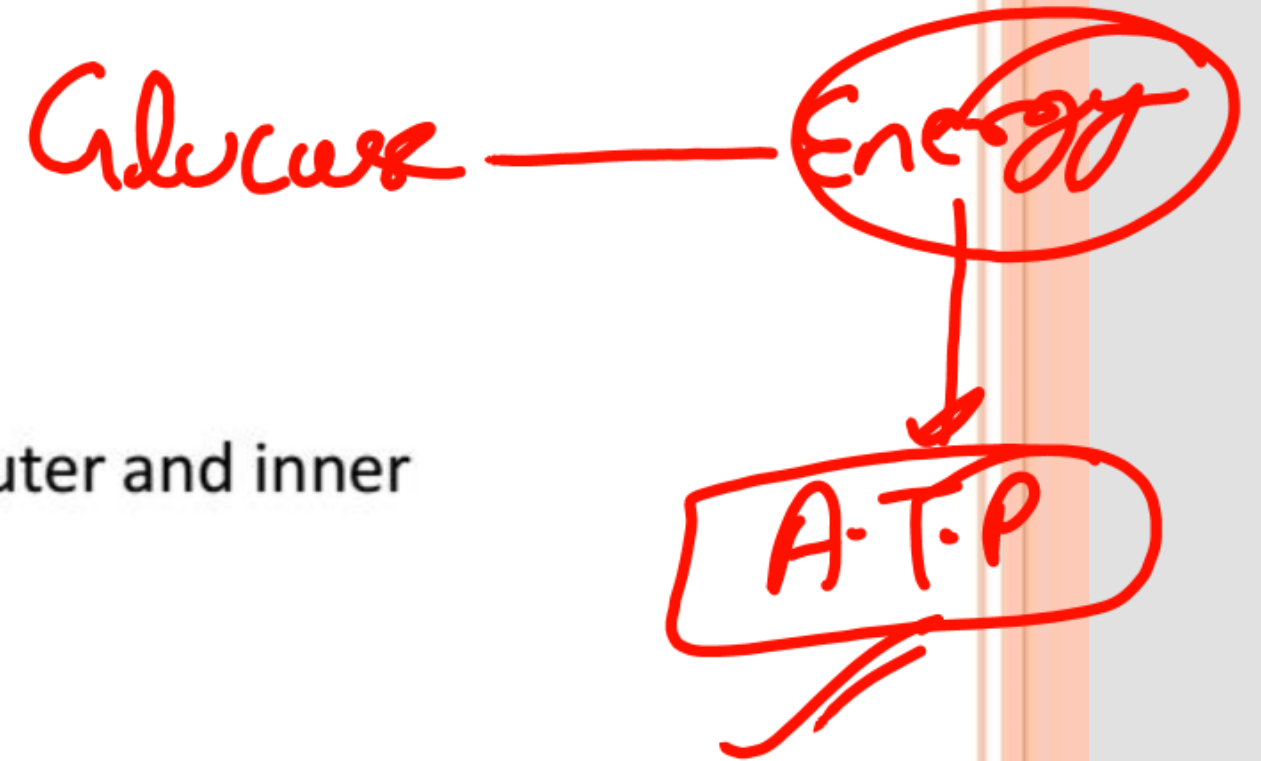 Glucose — Energy
uter and inner
A.T.P